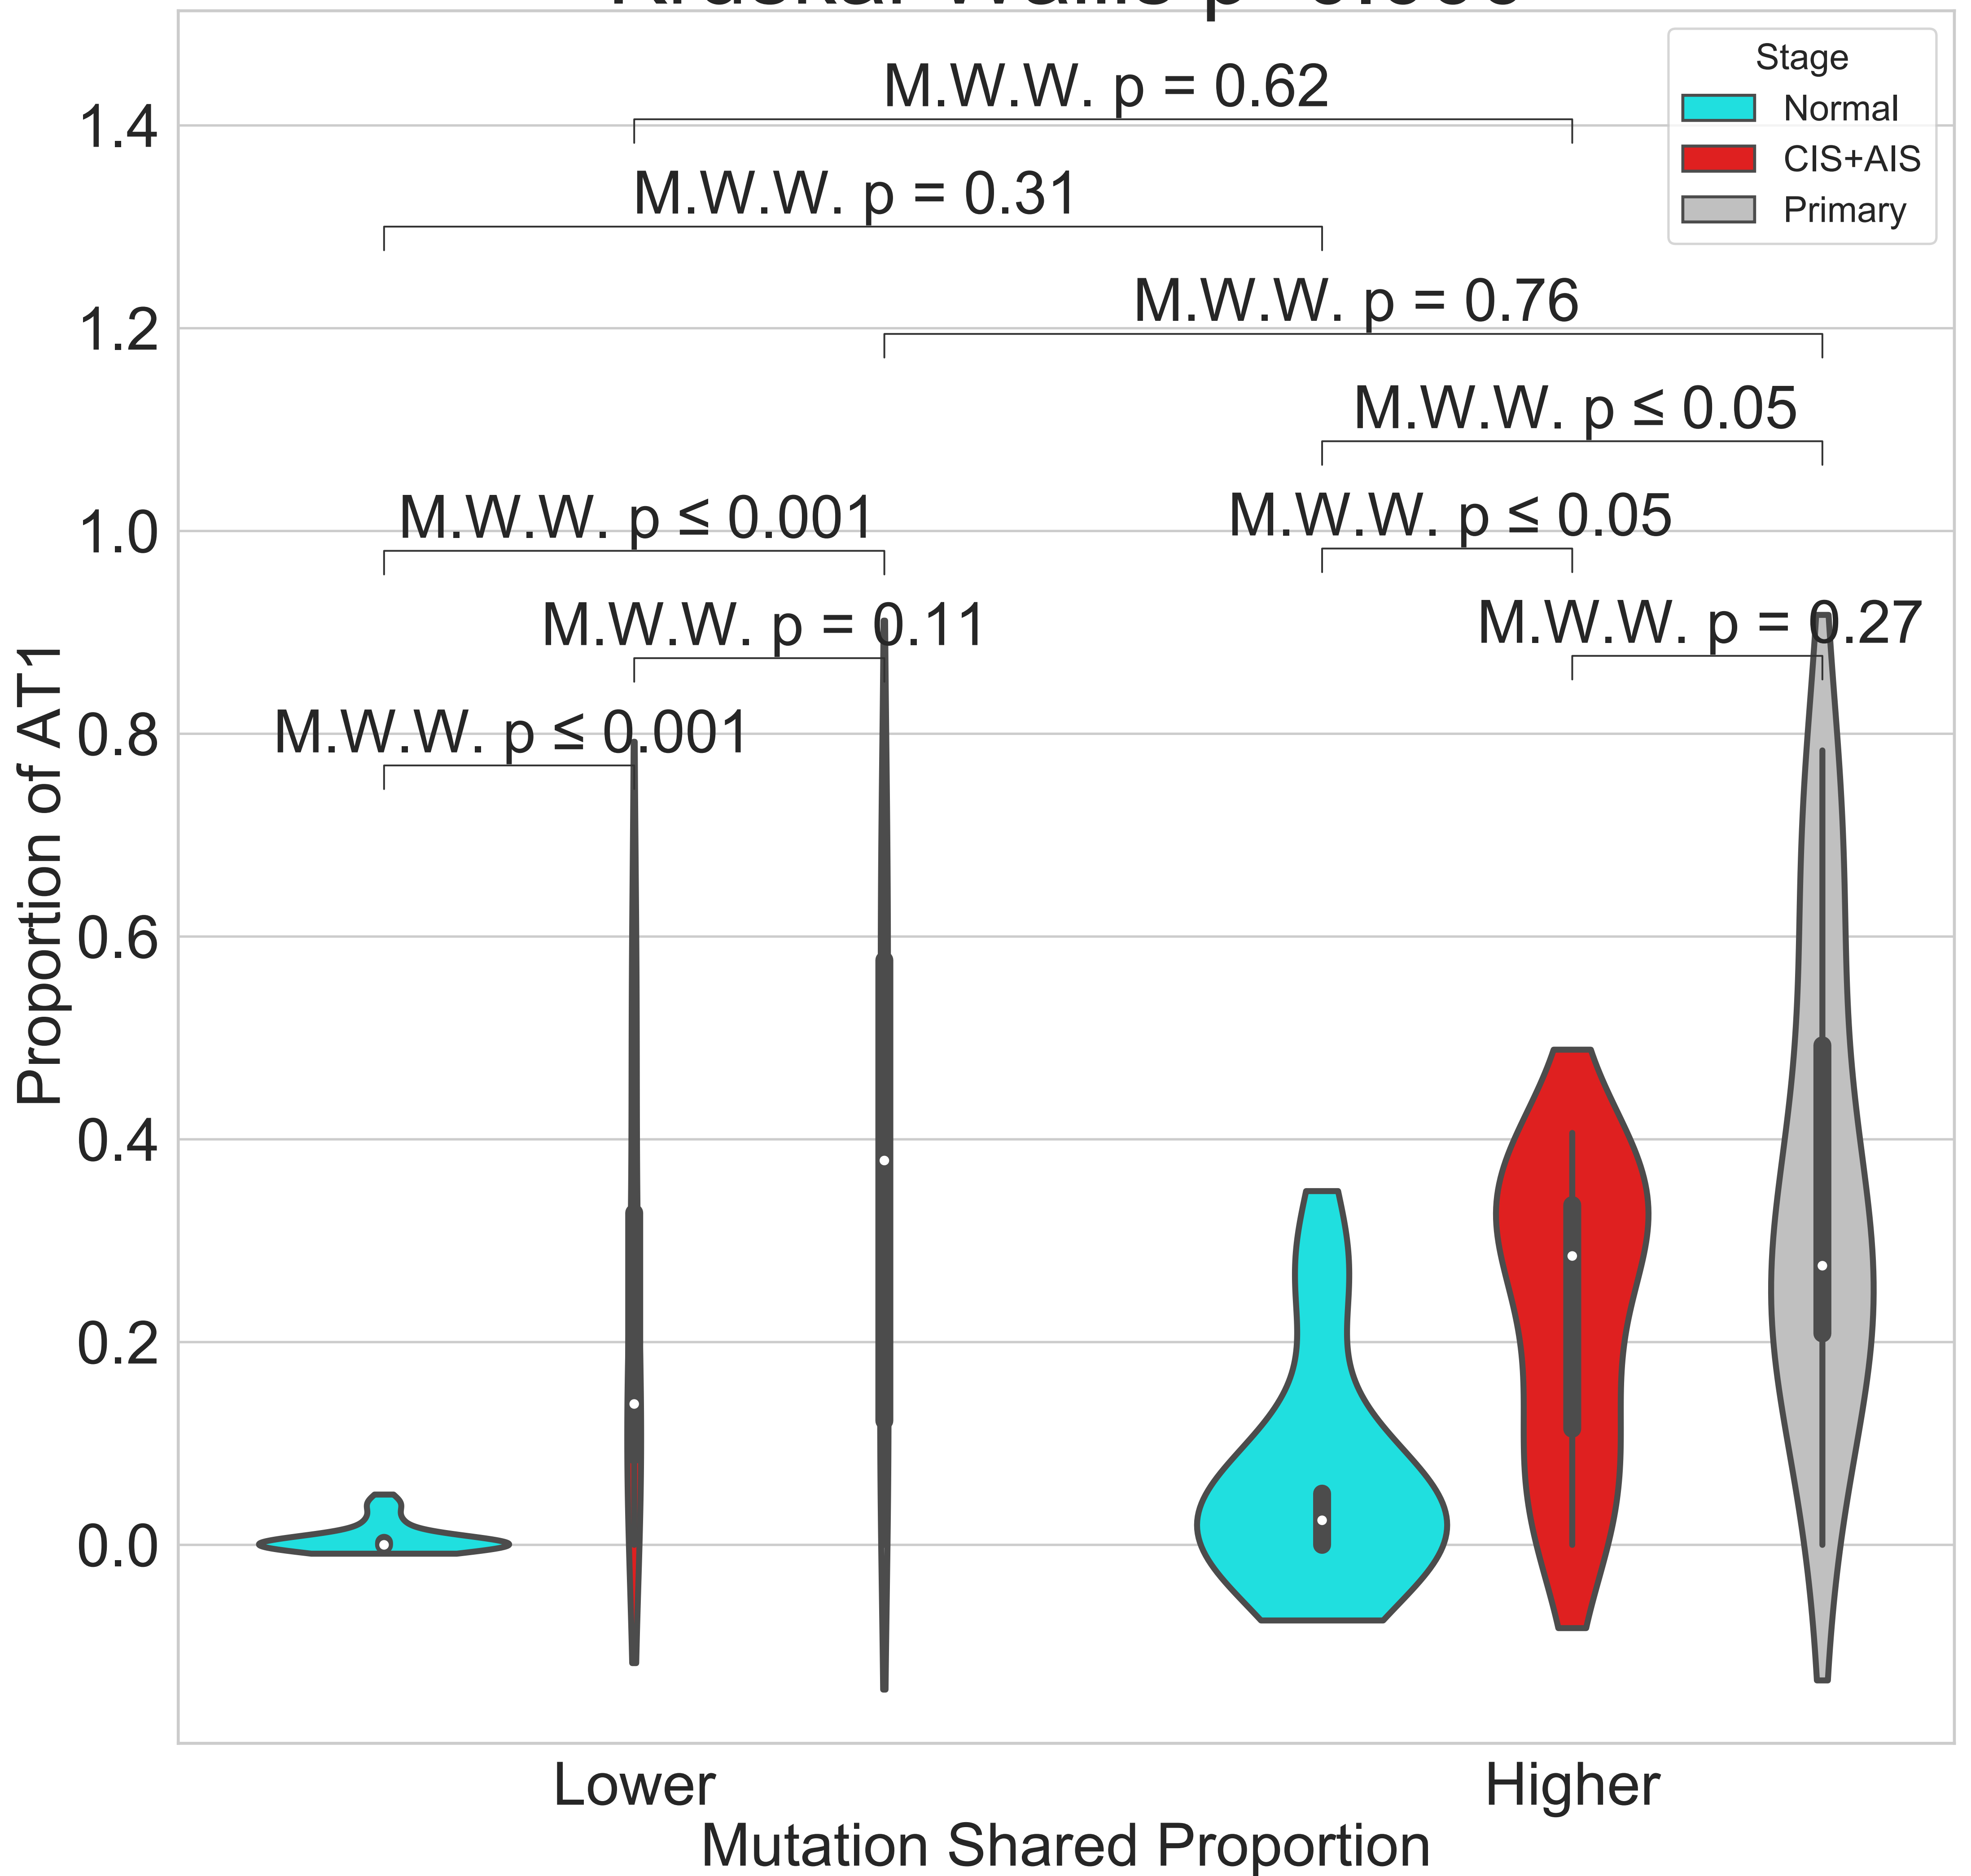 Stage
Normal
CIS+AIS
Primary
M.W.W. p = 0.62
M.W.W. p = 0.31
M.W.W. p = 0.76
M.W.W. p ≤ 0.05
M.W.W. p ≤ 0.001
M.W.W. p ≤ 0.05
M.W.W. p = 0.11
M.W.W. p = 0.27
M.W.W. p ≤ 0.001
1.4
1.2
1.0
0.8
0.6
0.4
0.2
0.0
Proportion of AT1
Lower
Higher
Mutation Shared Proportion